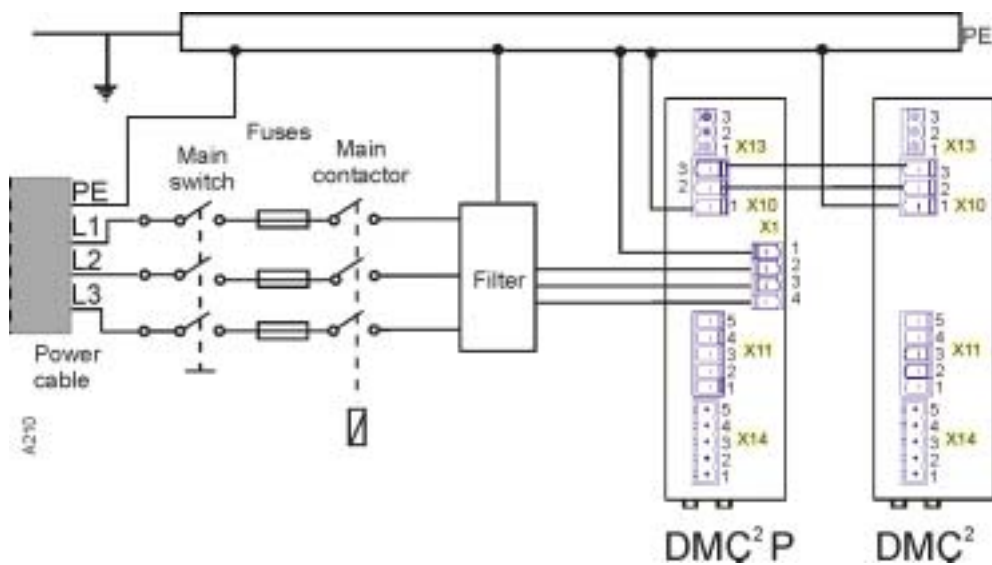 PE
Fuses
Main
switch
Main
contactor
PE
L1
L2
L3
Power
cable
A210
Filter
3
2
1
X13
3
2
1
X10
X1
1
2
3
4
5
4
3
2
1
X11
5
4
3
2
1
X14
DMC² P
3
2
1
X13
3
2
1
X10
5
4
3
2
1
X11
5
4
3
2
1
X14
DMC²